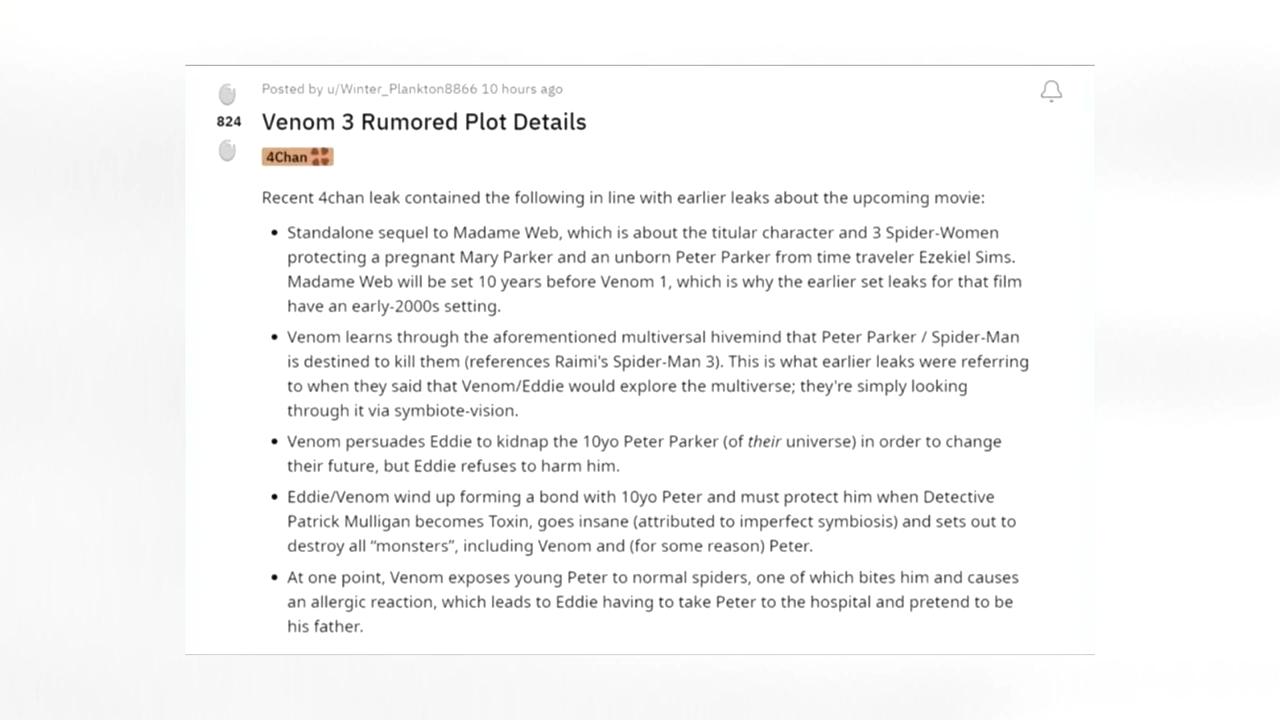 Posted by u/Winter_Plankton8866 10 hours ago
824
Venom 3 Rumored Plot Details
4Chan
Recent 4chan leak contained the following in line with earlier leaks about the upcoming movie:
• Standalone sequel to Madame Web, which is about the titular character and 3 Spider-Women
protecting a pregnant Mary Parker and an unborn Peter Parker from time traveler Ezekiel Sims.
Madame Web will be set 10 years before Venom 1, which is why the earlier set leaks for that film
have an early-2000s setting.
• Venom learns through the aforementioned multiversal hivemind that Peter Parker / Spider-Man
is destined to kill them (references Raimi's Spider-Man 3). This is what earlier leaks were referring
to when they said that Venom/Eddie would explore the multiverse; they're simply looking
through it via symbiote-vision.
• Venom persuades Eddie to kidnap the 10yo Peter Parker (of their universe) in order to change
their future, but Eddie refuses to harm him.
• Eddie/Venom wind up forming a bond with 10yo Peter and must protect him when Detective
Patrick Mulligan becomes Toxin, goes insane (attributed to imperfect symbiosis) and sets out to
destroy all “monsters”, including Venom and (for some reason) Peter.
• At one point, Venom exposes young Peter to normal spiders, one of which bites him and causes
an allergic reaction, which leads to Eddie having to take Peter to the hospital and pretend to be
his father.